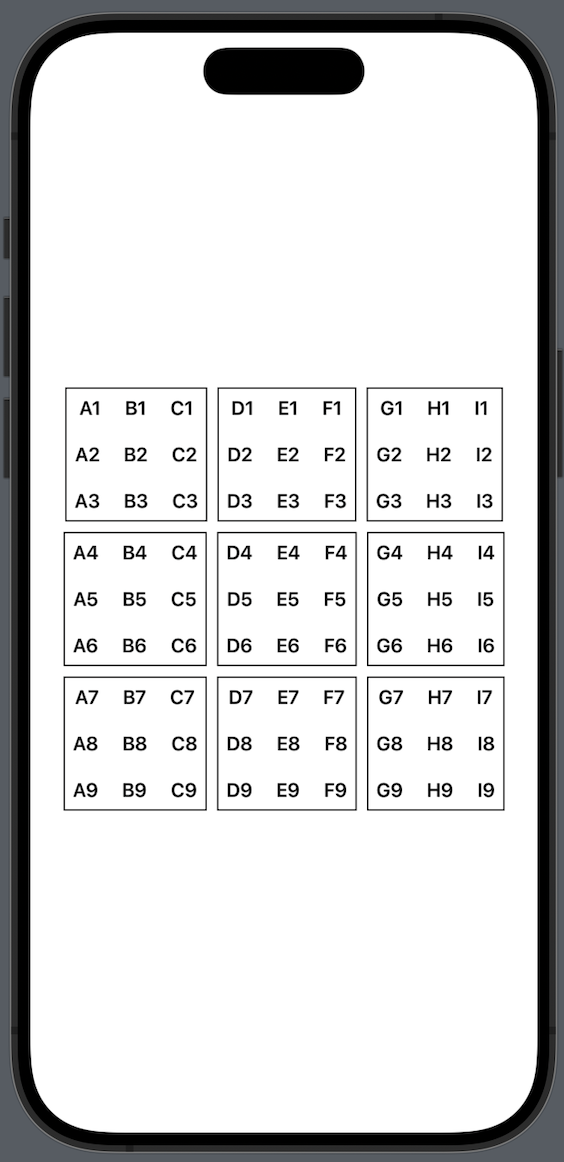 A1 B1 C1 D1 E1 F1 G1 H1 I1
A2 B2 C2 D2 E2 F2 G2 H2 I2
A3 B3 C3 D3 E3 F3 G3 H3 I3
A4 B4 C4 D4 E4 F4 G4 H4 I4
A5 B5 C5 D5 E5 F5 G5 H5 I5
A6 B6 C6 D6 E6 F6 G6 H6 I6
A7 B7 C7 D7 E7 F7 G7 H7 I7
A8 B8 C8 D8 E8 F8 G8 H8 I8
A9 B9 C9 D9 E9 F9 G9 H9 I9